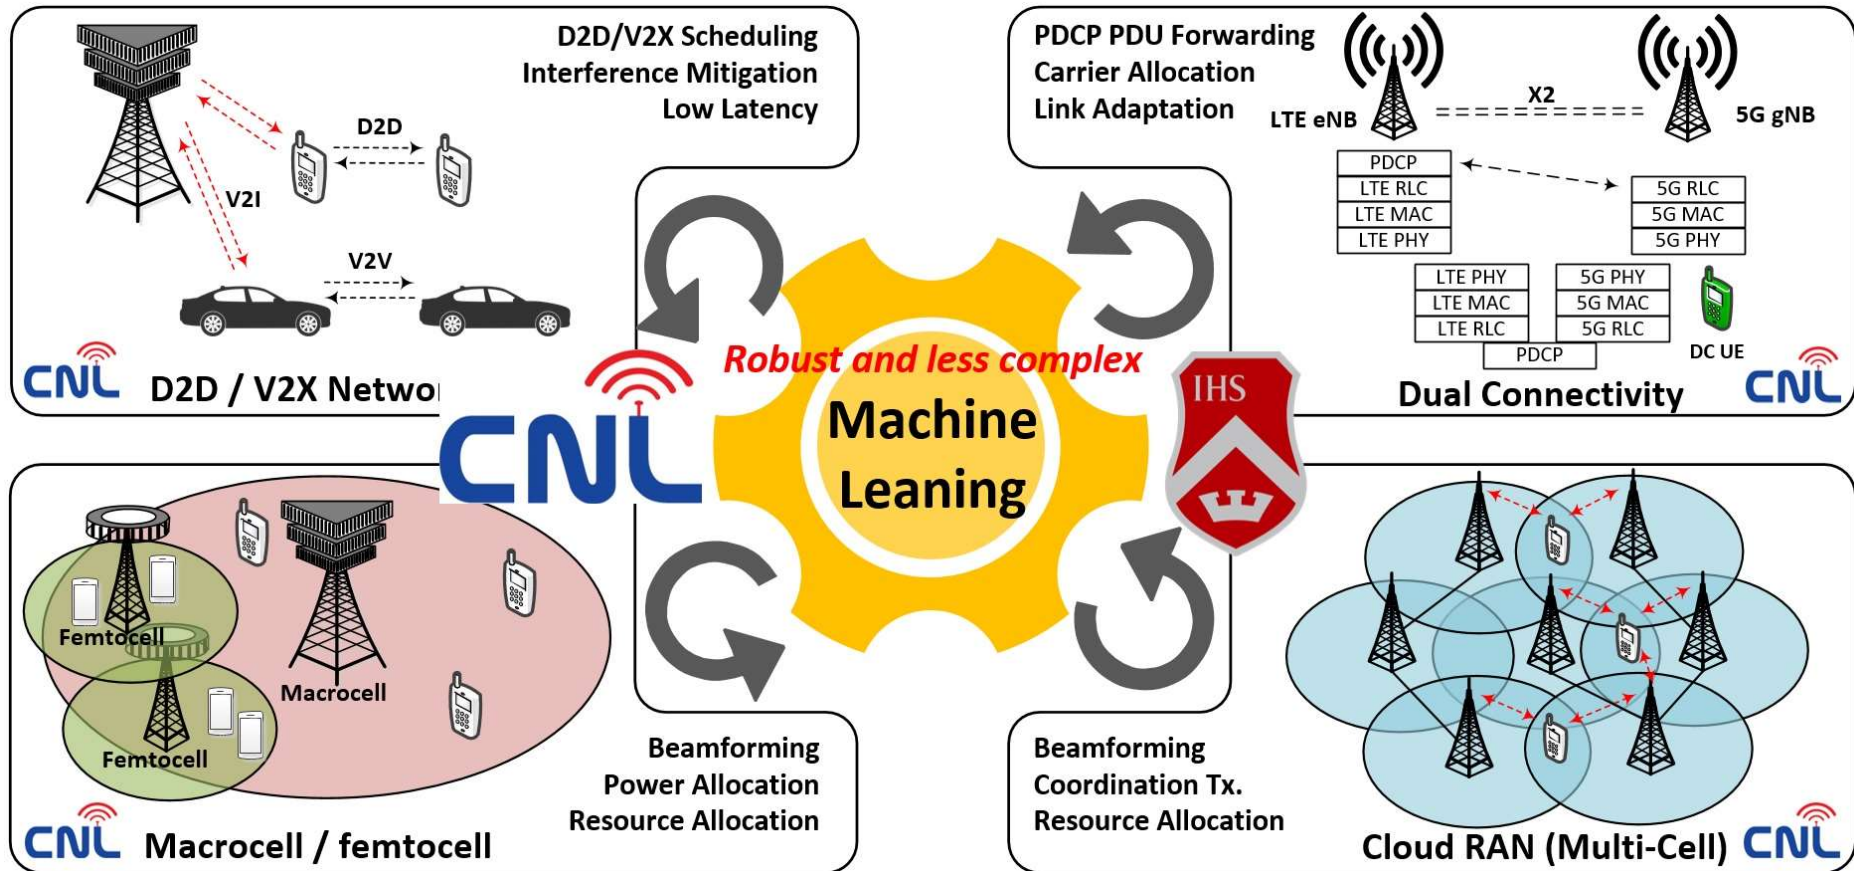 D2D/V2X Scheduling
Interference Mitigation
Low Latency
D2D
V2I
V2V
CNL
D2D / V2X Networ
PDCP PDU Forwarding
Carrier Allocation
Link Adaptation
X2
LTE eNB
5G gNB
PDCP
LTE RLC
LTE MAC
LTE PHY
5G RLC
5G MAC
5G PHY
LTE PHY
LTE MAC
LTE RLC
5G PHY
5G MAC
5G RLC
PDCP
DC UE
Dual Connectivity
CNL
Robust and less complex
Machine
Leaning
CNL
IHS
Femtocell
Macrocell
Femtocell
Beamforming
Power Allocation
Resource Allocation
CNL
Macrocell / femtocell
Beamforming
Coordination Tx.
Resource Allocation
Cloud RAN (Multi-Cell)
CNL